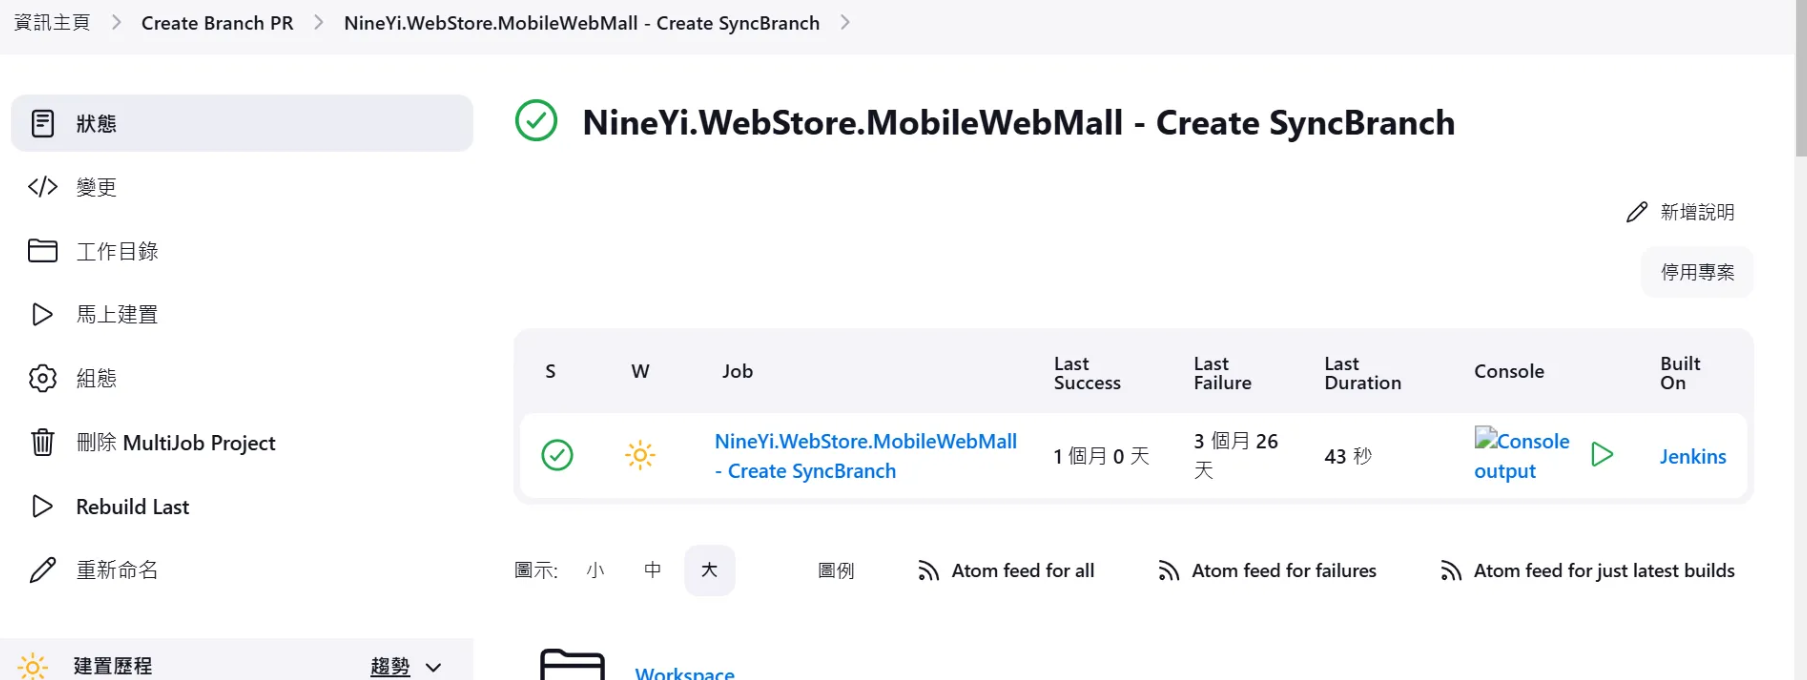 資訊主頁 > Create Branch PR > NineYi.WebStore.MobileWebMall - Create SyncBranch >
狀態
變更
工作目錄
馬上建置
組態
刪除 MultiJob Project
Rebuild Last
重新命名
建置歷程 趨勢
NineYi.WebStore.MobileWebMall - Create SyncBranch
新增說明
停用專案
S W Job Last Success Last Failure Last Duration Console Built On
NineYi.WebStore.MobileWebMall - Create SyncBranch 1 個月 0 天 3 個月 26 天 43 秒 Console output Jenkins
圖示: 小 中 大 圖例 Atom feed for all Atom feed for failures Atom feed for just latest builds
Workspace